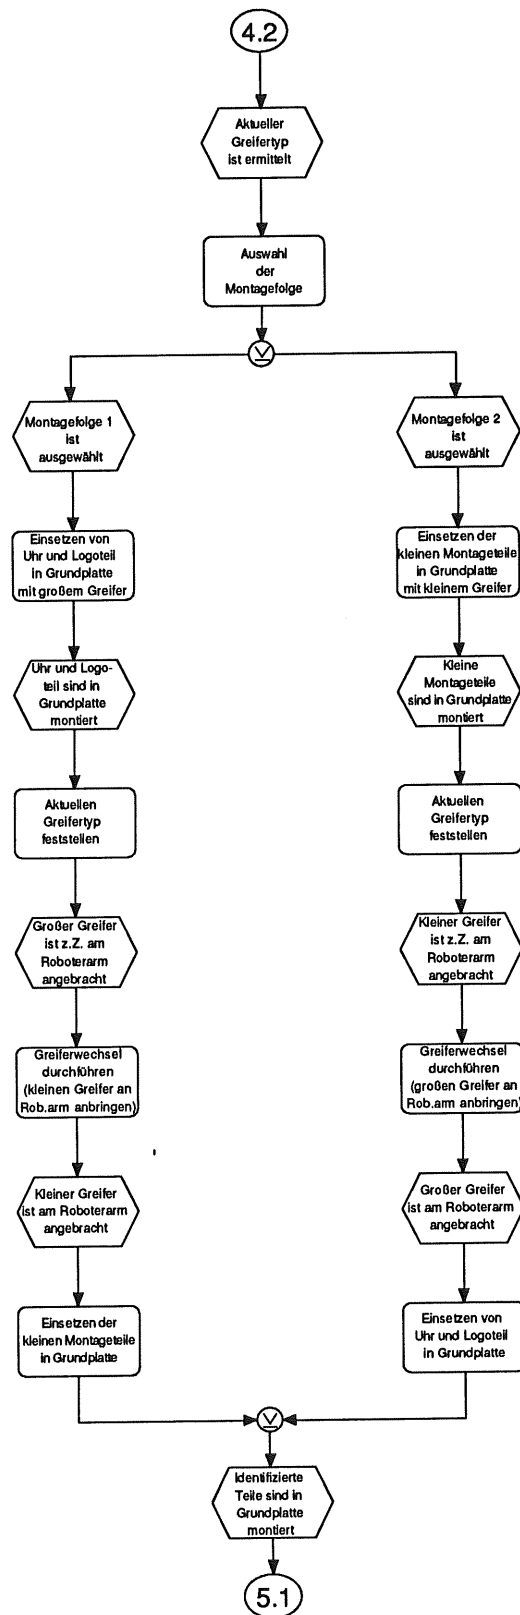 4.2
Aktueller
Greifertyp
ist ermittelt
Auswahl
der
Montagefolge
Montagefolge 1
ist
ausgewählt
Einsetzen von
Uhr und Logoteil
in Grundplatte
mit großem Greifer
Uhr und Logo-
teil sind in
Grundplatte
montiert
Aktuellen
Greifertyp
feststellen
Großer Greifer
ist z.Z. am
Roboterarm
angebracht
Greiferwechsel
durchführen
(kleinen Greifer an
Rob.arm anbringen)
Kleiner Greifer
ist am Roboterarm
angebracht
Einsetzen der
kleinen Montageteile
in Grundplatte
Montagefolge 2
ist
ausgewählt
Einsetzen der
kleinen Montageteile
in Grundplatte
mit kleinem Greifer
Kleine
Montageteile
sind in Grundplatte
montiert
Aktuellen
Greifertyp
feststellen
Kleiner Greifer
ist z.Z. am
Roboterarm
angebracht
Greiferwechsel
durchführen
(großen Greifer an
Rob.arm anbringen)
Großer Greifer
ist am Roboterarm
angebracht
Einsetzen von
Uhr und Logoteil
in Grundplatte
Identifizierte
Teile sind in
Grundplatte
montiert
5.1